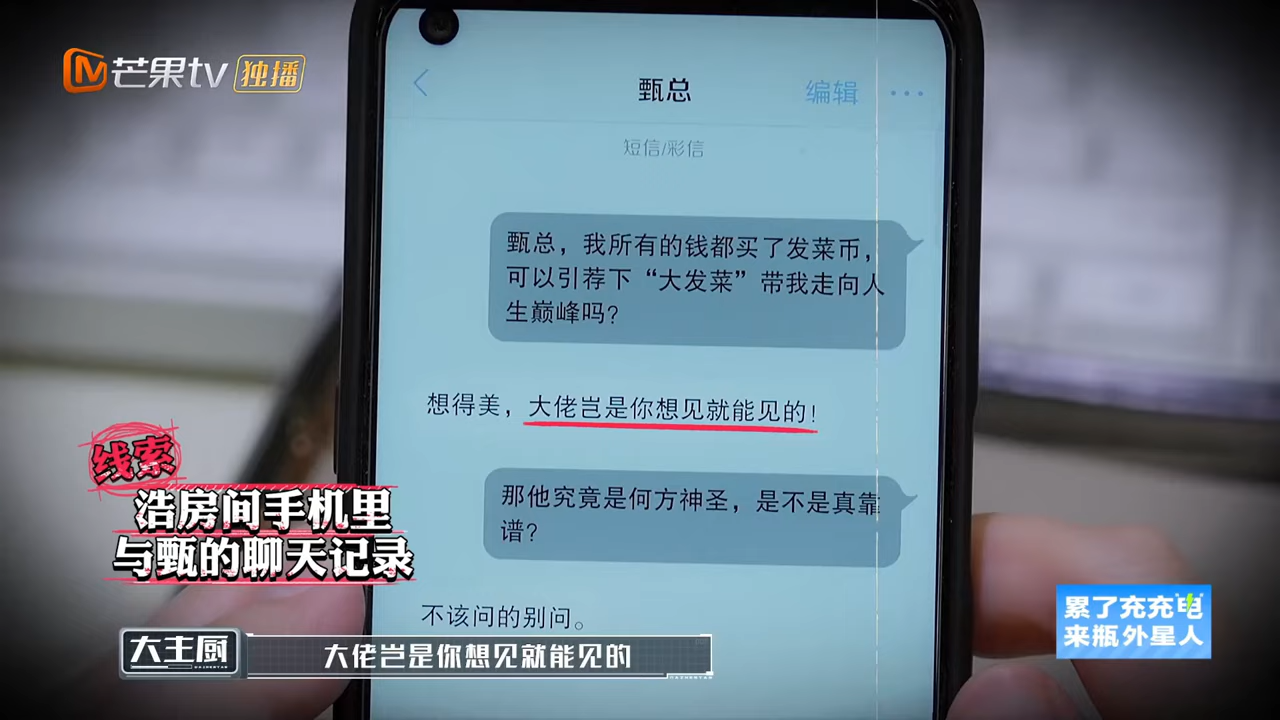 芒果tv 独播
甄总
编辑
短信/彩信
甄总，我所有的钱都买了发菜币，
可以引荐下“大发菜”带我走向人
生巅峰吗？
想得美，大佬岂是你想见就能见的！
那他究竟是何方神圣，是不是真靠
谱？
不该问的别问。
线索
浩房间手机里
与甄的聊天记录
大主厨
大佬岂是你想见就能见的
累了充充电
来瓶外星人